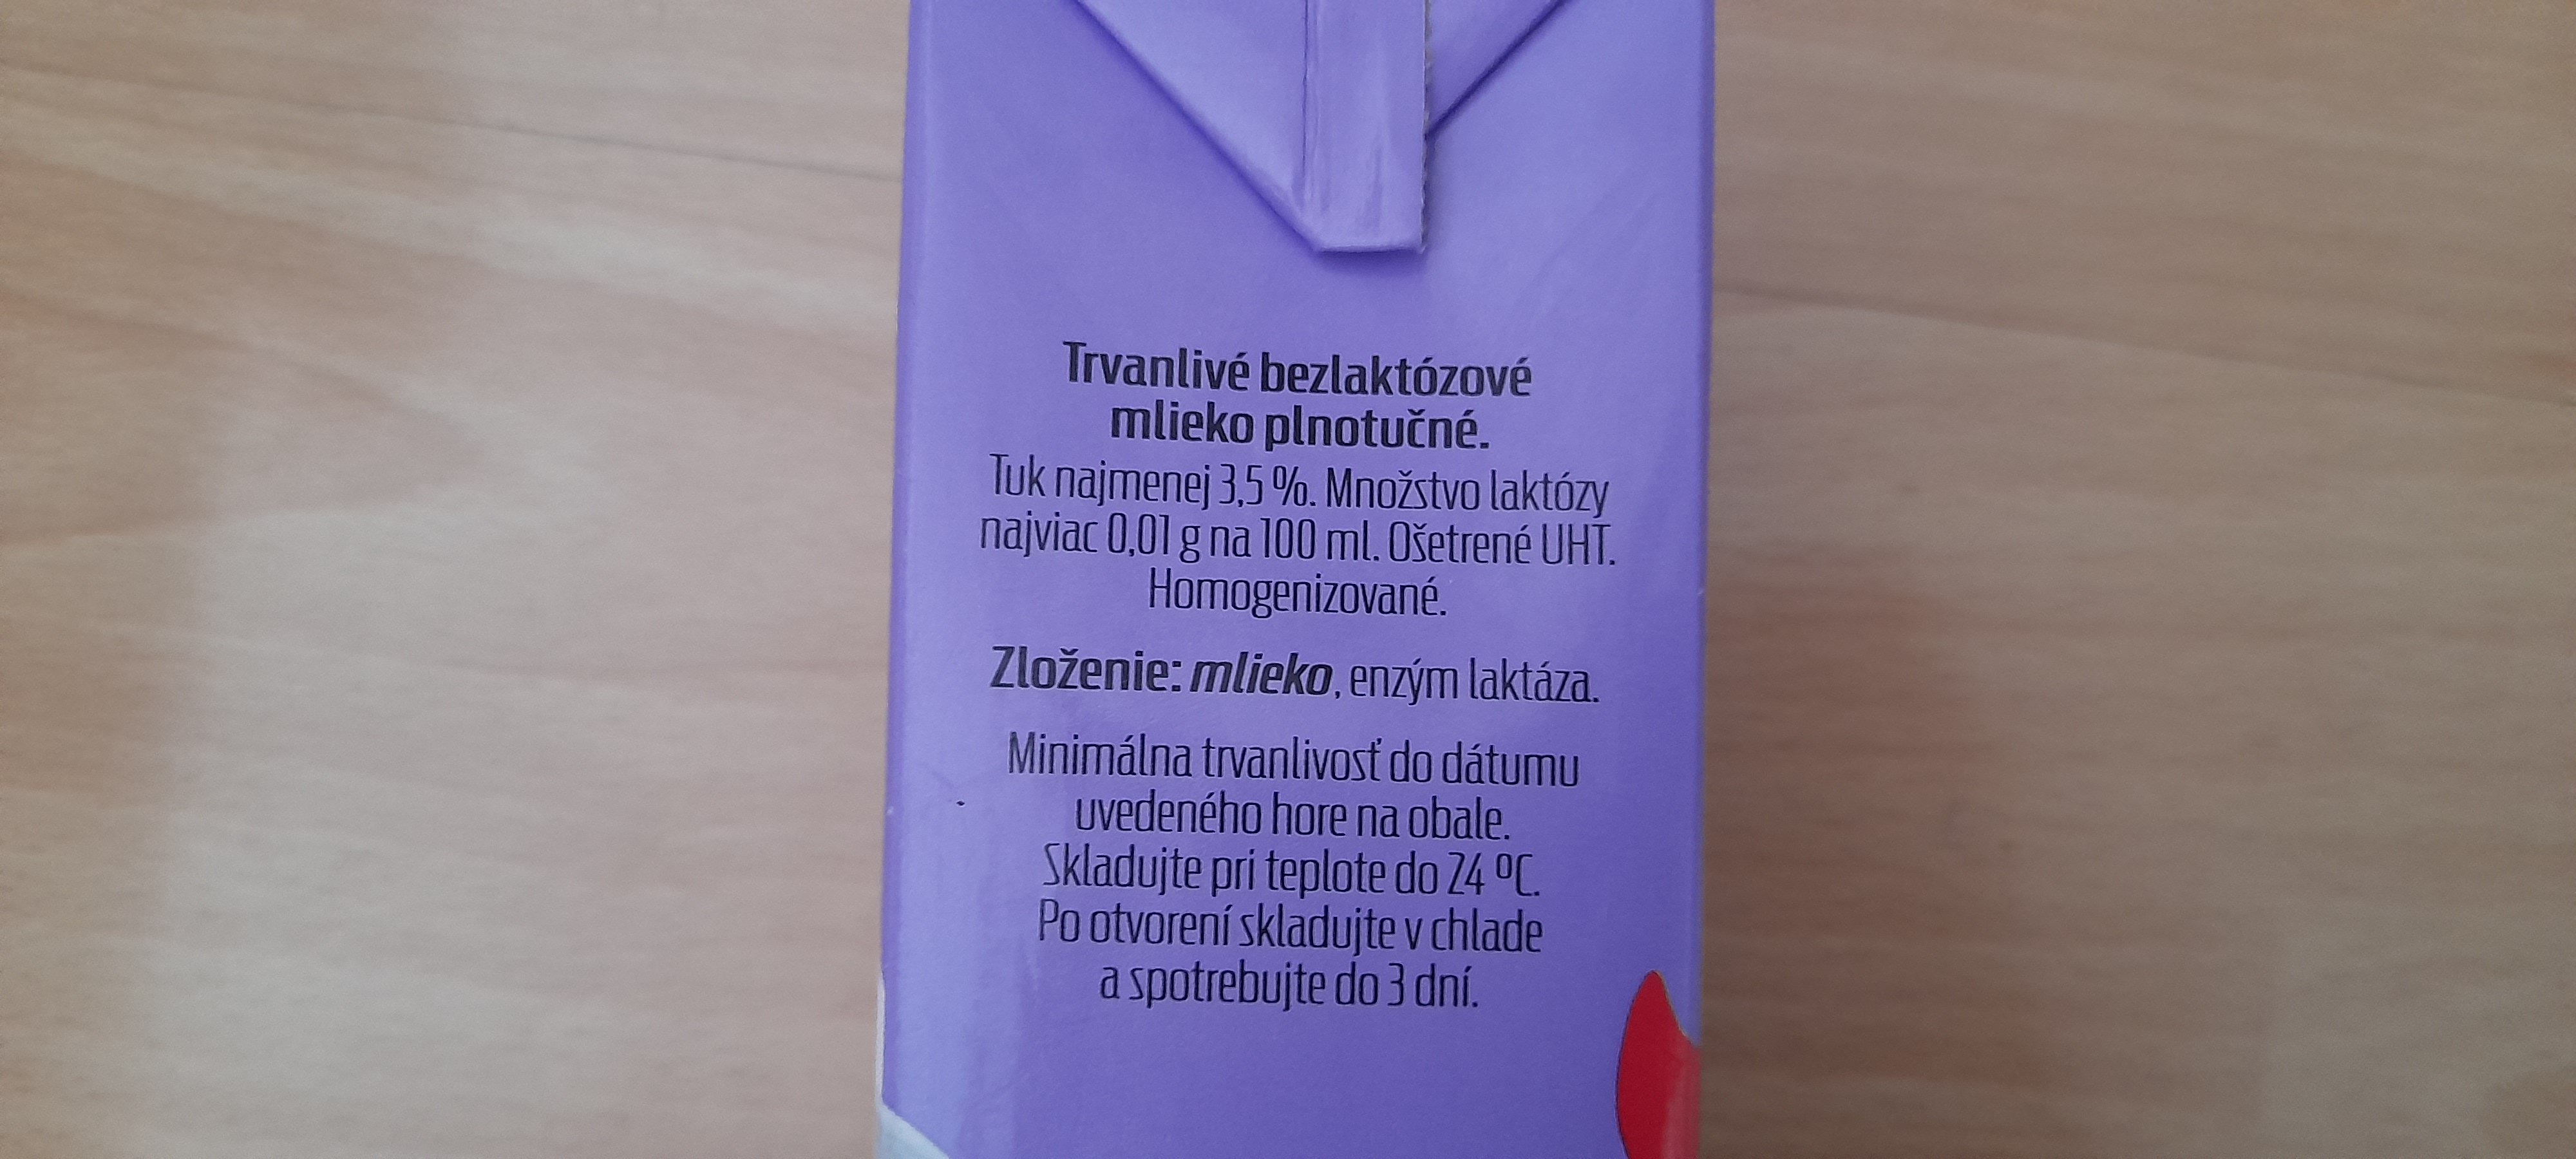 Trvanlivé bezlaktózové
mlieko plnotučné.
Tuk najmenej 3,5 %. Množstvo laktózy
najviac 0,01 g na 100 ml. Ošetrené UHT.
Homogenizované.
Zloženie: mlieko, enzým laktáza.
Minimálna trvanlivosť do dátumu
uvedeného hore na obale.
Skladujte pri teplote do 24 ºC.
Po otvorení skladujte v chlade
a spotrebujte do 3 dní.